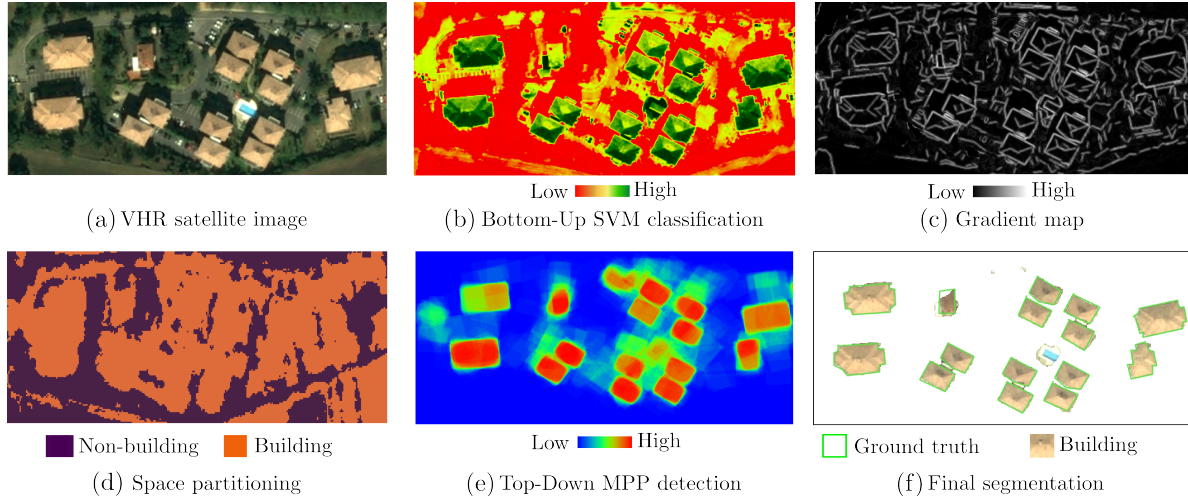 Low High
Low High
(a) VHR satellite image
(b) Bottom-Up SVM classification
(c) Gradient map
Non-building Building
Low High
Ground truth Building
(d) Space partitioning
(e) Top-Down MPP detection
(f) Final segmentation